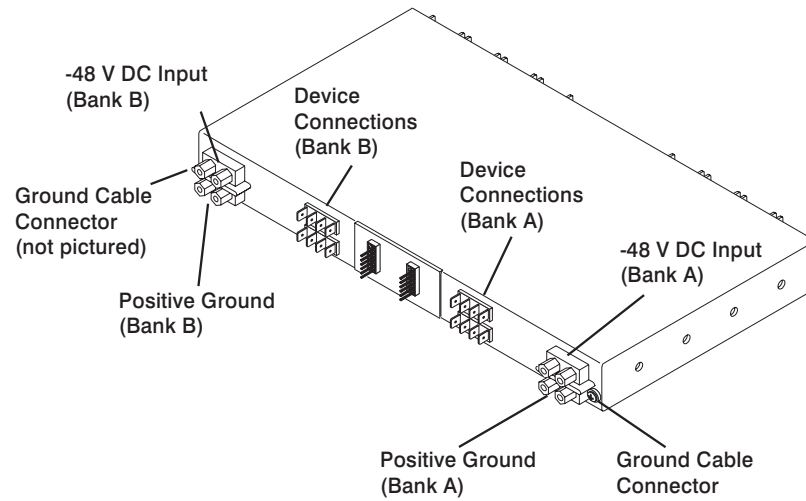 -48 V DC Input
(Bank B)
Device
Connections
(Bank B)
Device
Connections
(Bank A)
-48 V DC Input
(Bank A)
Ground Cable
Connector
(not pictured)
Positive Ground
(Bank B)
Positive Ground
(Bank A)
Ground Cable
Connector